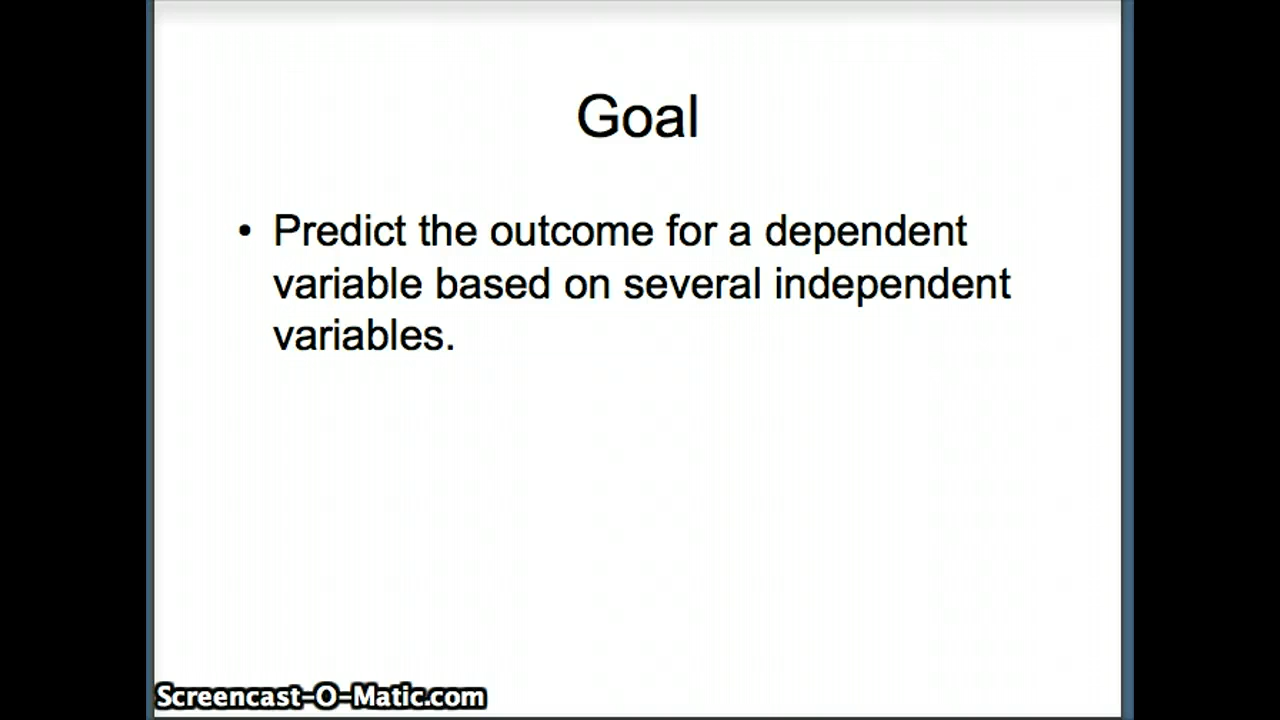 Goal
• Predict the outcome for a dependent
variable based on several independent
variables.
Screencast-O-Matic.com